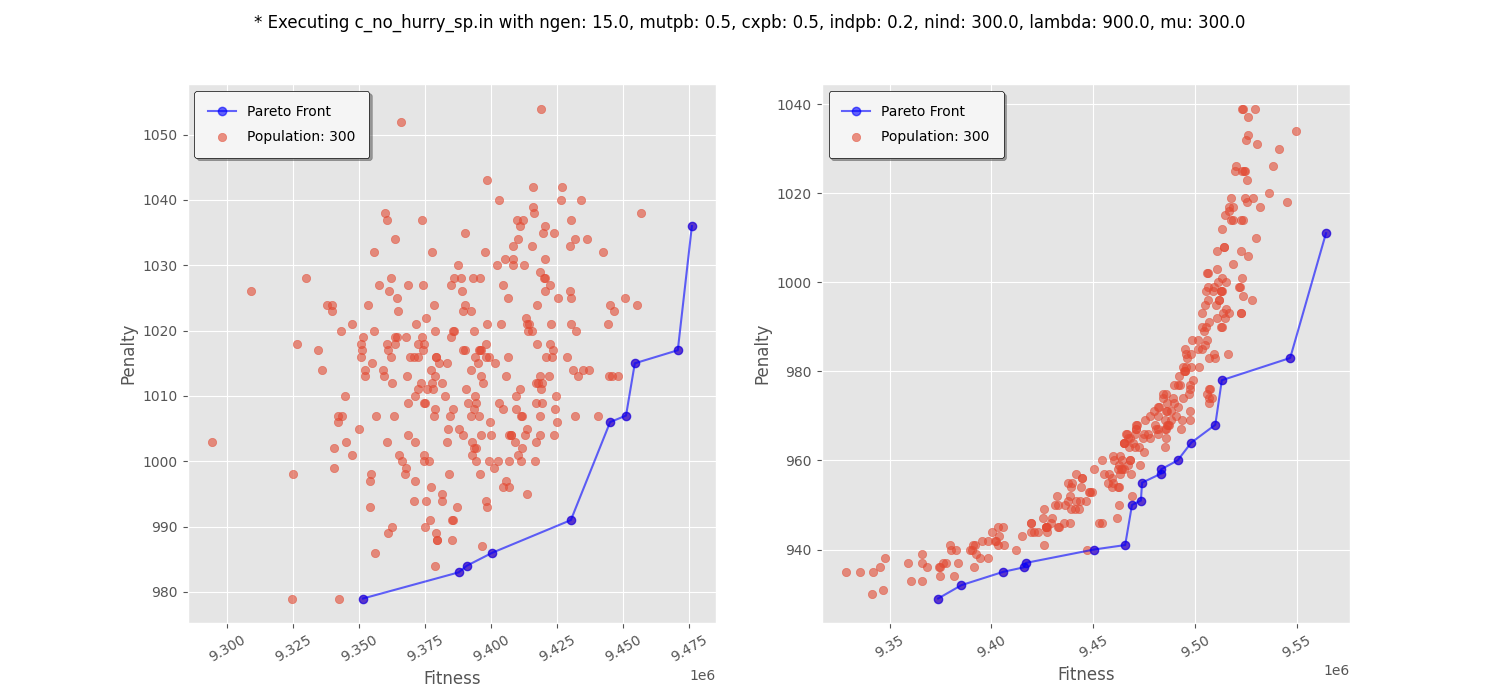 * Executing c_no_hurry_sp.in with ngen: 15.0, mutpb: 0.5, cxpb: 0.5, indpb: 0.2, nind: 300.0, lambda: 900.0, mu: 300.0
Pareto Front
Population: 300
Penalty
1050
1040
1030
1020
1010
1000
990
980
9.300
9.325
9.350
9.375
9.400
9.425
9.450
9.475
1e6
Fitness
Pareto Front
Population: 300
Penalty
1040
1020
1000
980
960
940
9.35
9.40
9.45
9.50
9.55
1e6
Fitness